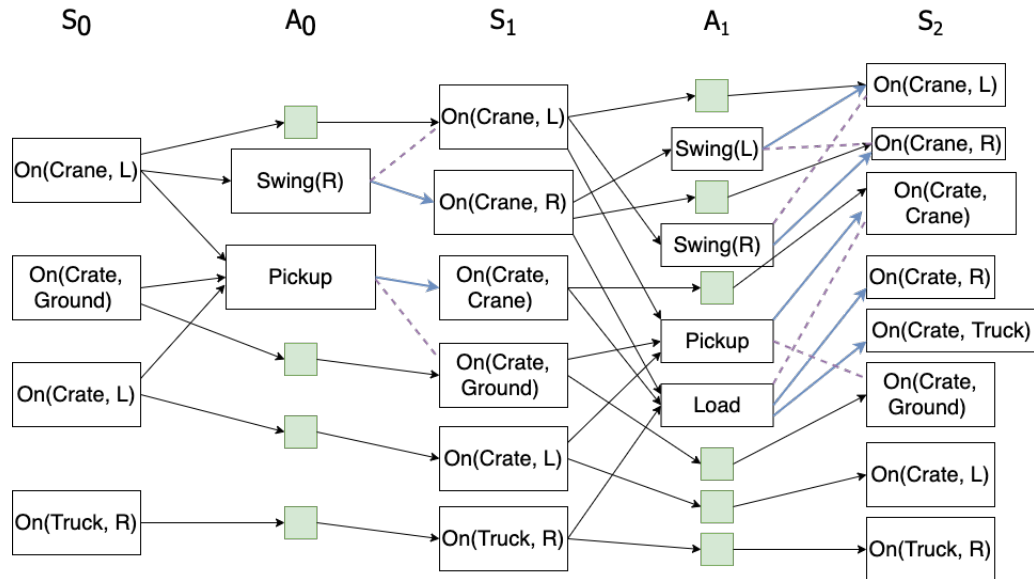 S0 A0 S1 A1 S2
On(Crane, L)
On(Crate,
Ground)
On(Crate, L)
On(Truck, R)
Swing(R)
Pickup
On(Crane, L)
On(Crane, R)
On(Crate,
Crane)
On(Crate,
Ground)
On(Crate, L)
On(Truck, R)
Swing(L)
Swing(R)
Pickup
Load
On(Crane, L)
On(Crane, R)
On(Crate,
Crane)
On(Crate, R)
On(Crate, Truck)
On(Crate,
Ground)
On(Crate, L)
On(Truck, R)